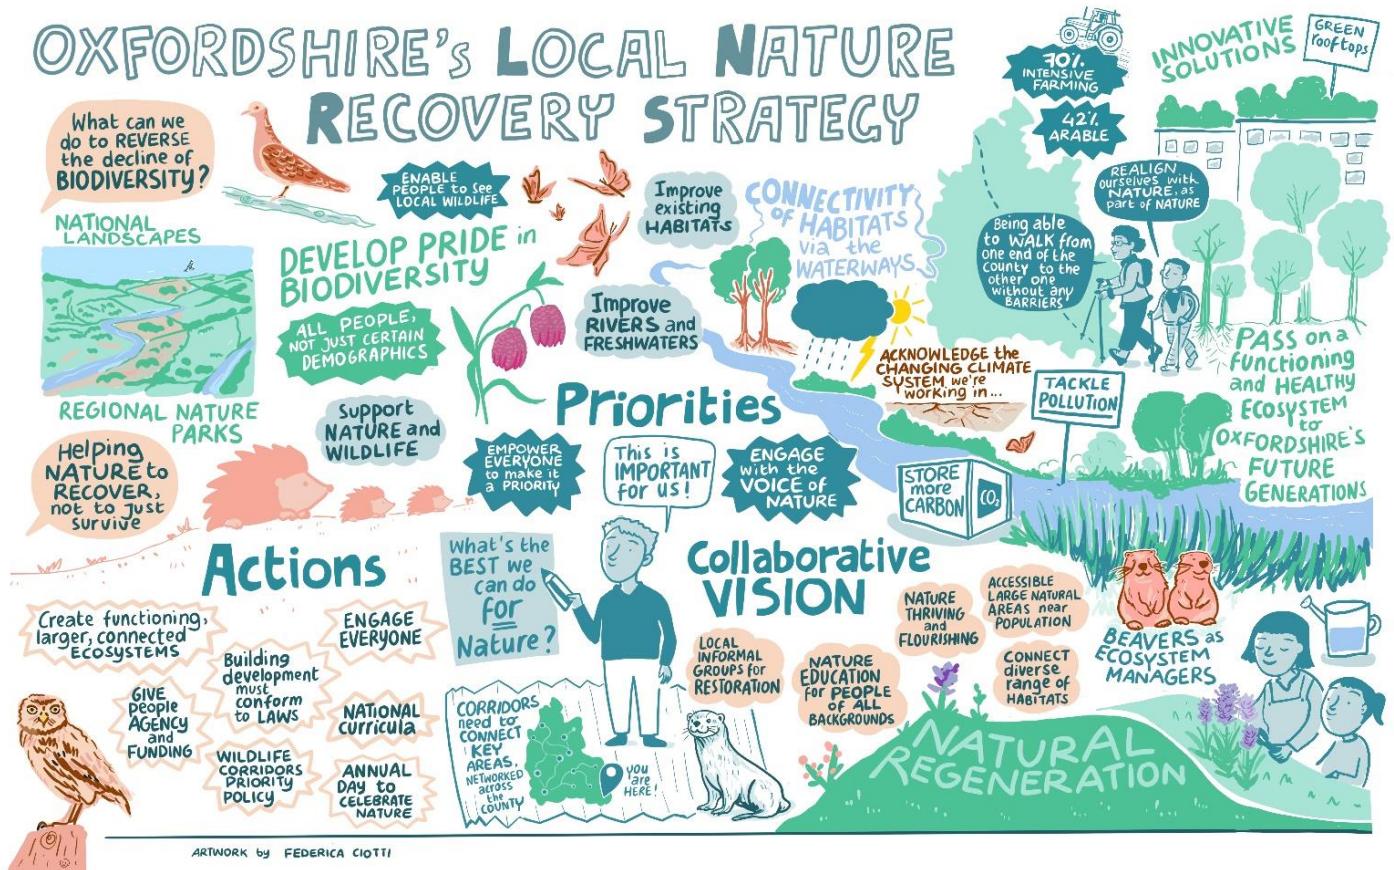 OXFORDSHIRE's LOCAL NATURE
RECOVERY STRATEGY
What can we
do to REVERSE
the decline of
BIODIVERSITY?
NATIONAL
LANDSCAPES
REGIONAL NATURE
PARKS
Helping
NATURE to
RECOVER,
not to just
survive
ENABLE
PEOPLE to see
LOCAL WILDLIFE
DEVELOP PRIDE in
BIODIVERSITY
ALL PEOPLE,
NOT JUST CERTAIN
DEMOGRAPHICS
Support
NATURE and
WILDLIFE
Improve
existing
HABITATS
Improve
RIVERS and
FRESHWATERS
CONNECTIVITY
of HABITATS
via the
WATERWAYS
70%
INTENSIVE
FARMING
42%
ARABLE
INNOVATIVE
SOLUTIONS
GREEN
rooftops
REALIGN
ourselves with
NATURE, as
part of NATURE
Being able
to WALK from
one end of the
county to the
other one
without any
BARRIERS
ACKNOWLEDGE the
CHANGING CLIMATE
SYSTEM we're
working in...
TACKLE
POLLUTION
STORE
more
CARBON
CO2
PASS on a
functioning
and HEALTHY
ECOSYSTEM
to
OXFORDSHIRE'S
FUTURE
GENERATIONS
Priorities
EMPOWER
EVERYONE
to make it
a PRIORITY
This is
IMPORTANT
for us!
ENGAGE
with the
VOICE of
NATURE
Actions
Create functioning,
larger, connected
ECOSYSTEMS
ENGAGE
EVERYONE
Building
development
must
conform
to LAWS
GIVE
people
AGENCY
and
FUNDING
NATIONAL
curricula
WILDLIFE
CORRIDORS
PRIORITY
POLICY
ANNUAL
DAY to
CELEBRATE
NATURE
What's the
BEST we
can do
for
Nature?
CORRIDORS
need to
CONNECT
KEY
AREAS,
NETWORKED
across
the
COUNTY
YOU
are
HERE!
Collaborative
VISION
LOCAL
INFORMAL
GROUPS for
RESTORATION
NATURE
EDUCATION
for PEOPLE
OF ALL
BACKGROUNDS
NATURE
THRIVING
and
FLOURISHING
ACCESSIBLE
LARGE NATURAL
AREAS near
POPULATION
CONNECT
diverse
range of
HABITATS
BEAVERS as
ECOSYSTEM
MANAGERS
NATURAL
REGENERATION
ARTWORK by FEDERICA CIOTTI